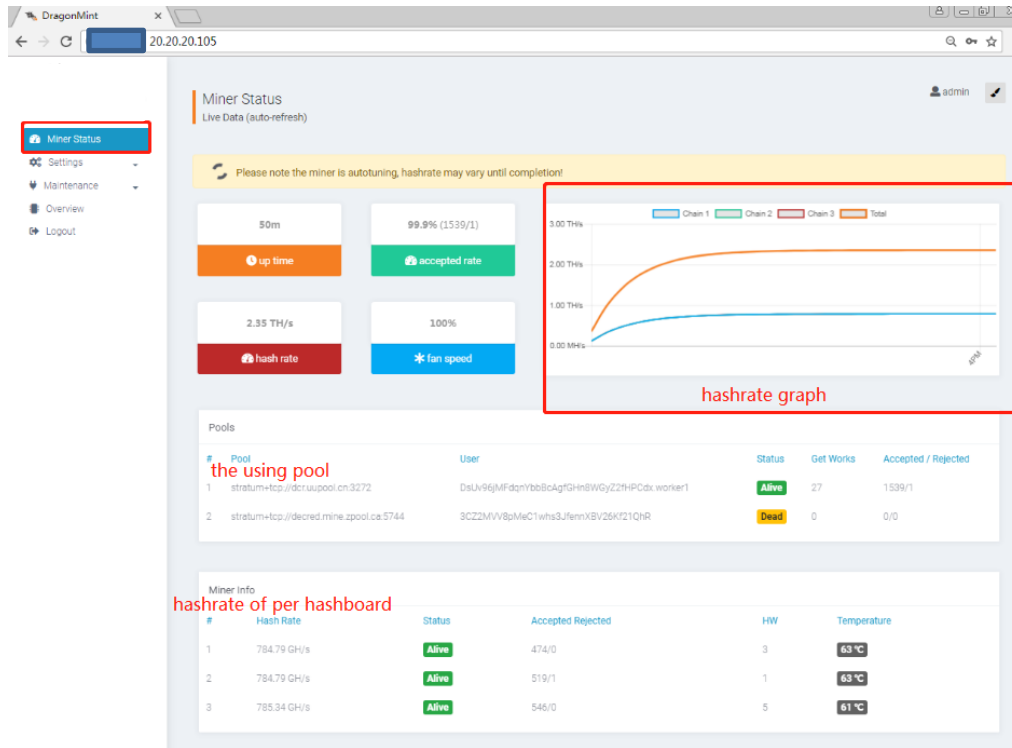 DragonMint
20.20.20.105
Miner Status
Live Data (auto-refresh)
admin
Miner Status
Settings
Maintenance
Overview
Logout
Please note the miner is autotuning, hashrate may vary until completion!
50m
up time
99.9% (1539/1)
accepted rate
2.35 TH/s
hash rate
100%
fan speed
Chain 1 Chain 2 Chain 3 Total
3.00 TH/s
2.00 TH/s
1.00 TH/s
0.00 MH/s
4PM
hashrate graph
Pools
# Pool User Status Get Works Accepted / Rejected
the using pool
1 stratum+tcp://dcr.uupool.cn:3272 DsUv96jMFdqnYbbBcAgfGHn8WGyZ2fHPCdx.worker1 Alive 27 1539/1
2 stratum+tcp://decred.mine.zpool.ca:5744 3CZ2MVV8pMeC1whs3JfennXBV26Kf21QhR Dead 0 0/0
Miner Info
hashrate of per hashboard
# Hash Rate Status Accepted Rejected HW Temperature
1 784.79 GH/s Alive 474/0 3 63 °C
2 784.79 GH/s Alive 519/1 1 63 °C
3 785.34 GH/s Alive 546/0 5 61 °C